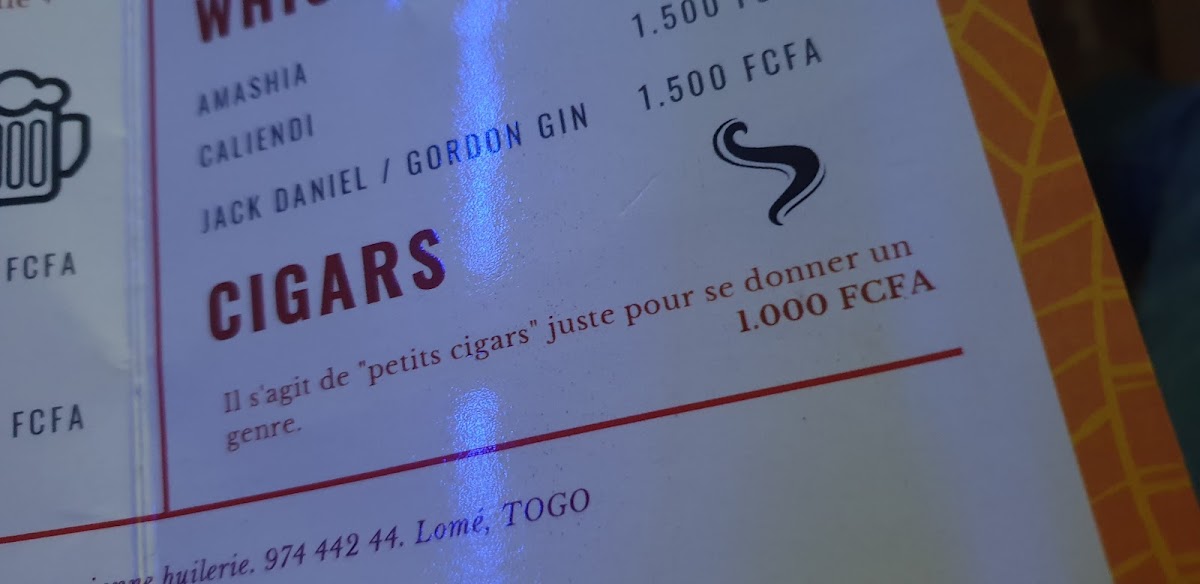 FCFA
FCFA
AMASHIA
CALIENDI
1.500
JACK DANIEL / GORDON GIN 1.500 FCFA
CIGARS
Il s'agit de "petits cigars" juste pour se donner un
genre. 1.000 FCFA
huilerie. 974 442 44. Lomé, TOGO